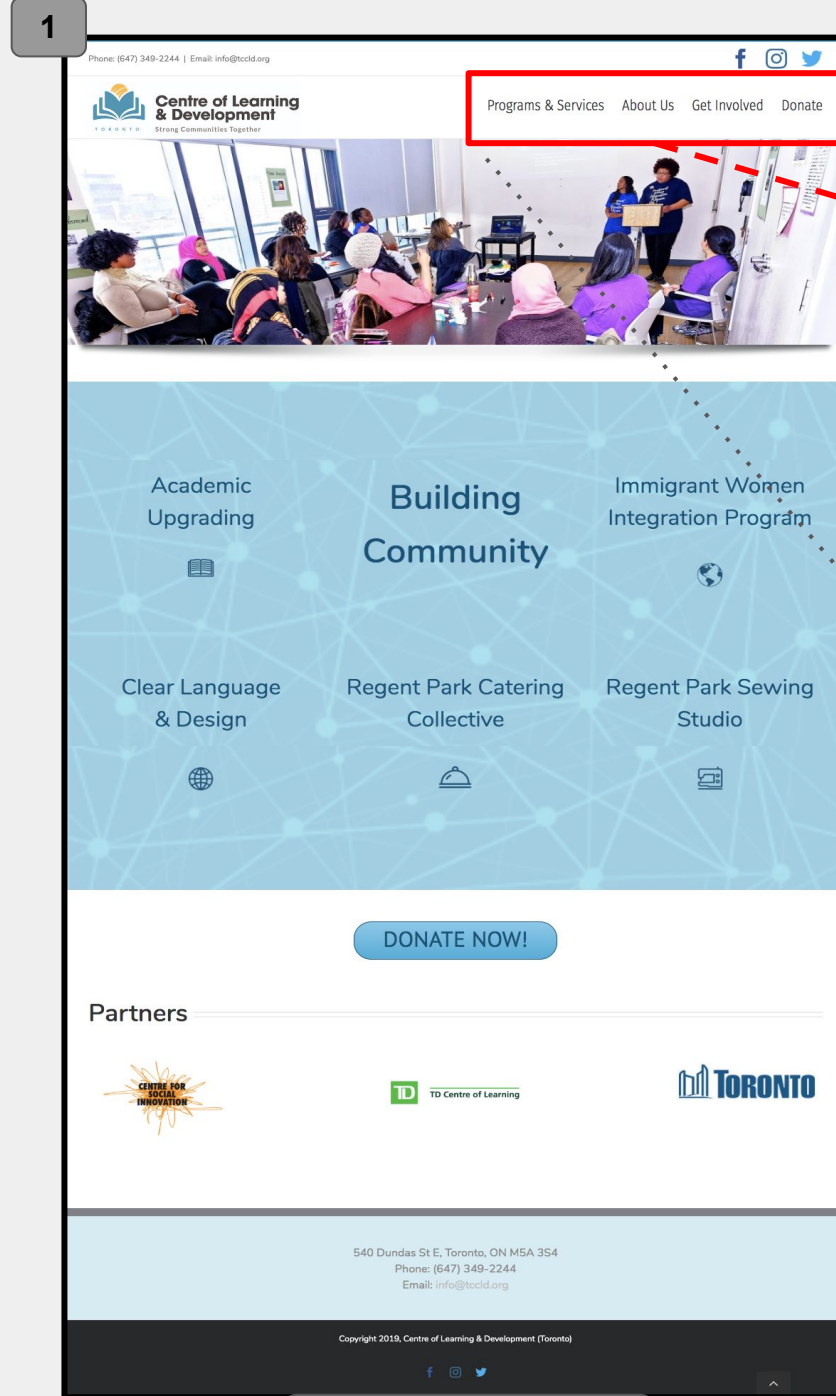 1
Phone: (647) 349-2244 | Email: info@tccld.org
Centre of Learning
& Development
TORONTO
Strong Communities Together
Programs & Services About Us Get Involved Donate
Academic
Upgrading
Building
Community
Immigrant Women
Integration Program
Clear Language
& Design
Regent Park Catering
Collective
Regent Park Sewing
Studio
DONATE NOW!
Partners
CENTRE FOR
SOCIAL
INNOVATION
TD
TD Centre of Learning
TORONTO
540 Dundas St E, Toronto, ON M5A 3S4
Phone: (647) 349-2244
Email: info@tccld.org
Copyright 2019, Centre of Learning & Development (Toronto)